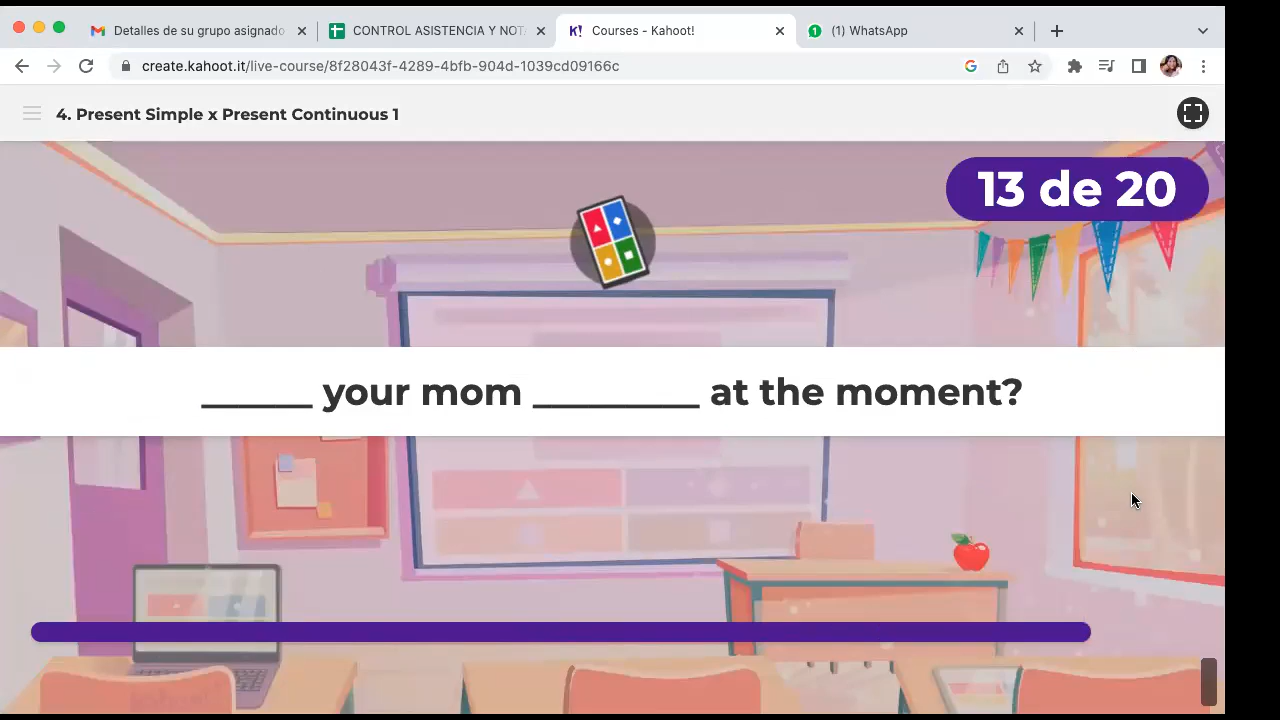 Detalles de su grupo asignado
CONTROL ASISTENCIA Y NOT
K! Courses - Kahoot!
1 (1) WhatsApp
create.kahoot.it/live-course/8f28043f-4289-4bfb-904d-1039cd09166c
4. Present Simple x Present Continuous 1
13 de 20
______ your mom _________ at the moment?